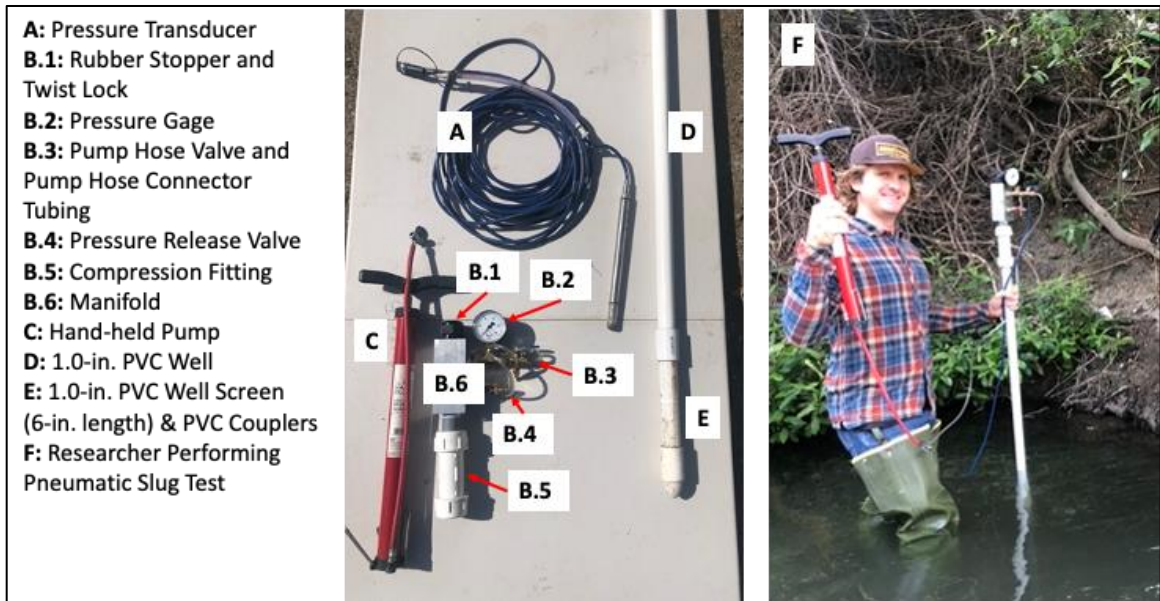 A: Pressure Transducer
B.1: Rubber Stopper and
Twist Lock
B.2: Pressure Gage
B.3: Pump Hose Valve and
Pump Hose Connector
Tubing
B.4: Pressure Release Valve
B.5: Compression Fitting
B.6: Manifold
C: Hand-held Pump
D: 1.0-in. PVC Well
E: 1.0-in. PVC Well Screen
(6-in. length) & PVC Couplers
F: Researcher Performing
Pneumatic Slug Test
A
D
B.1
B.2
C
B.6
B.3
B.4
E
B.5
F